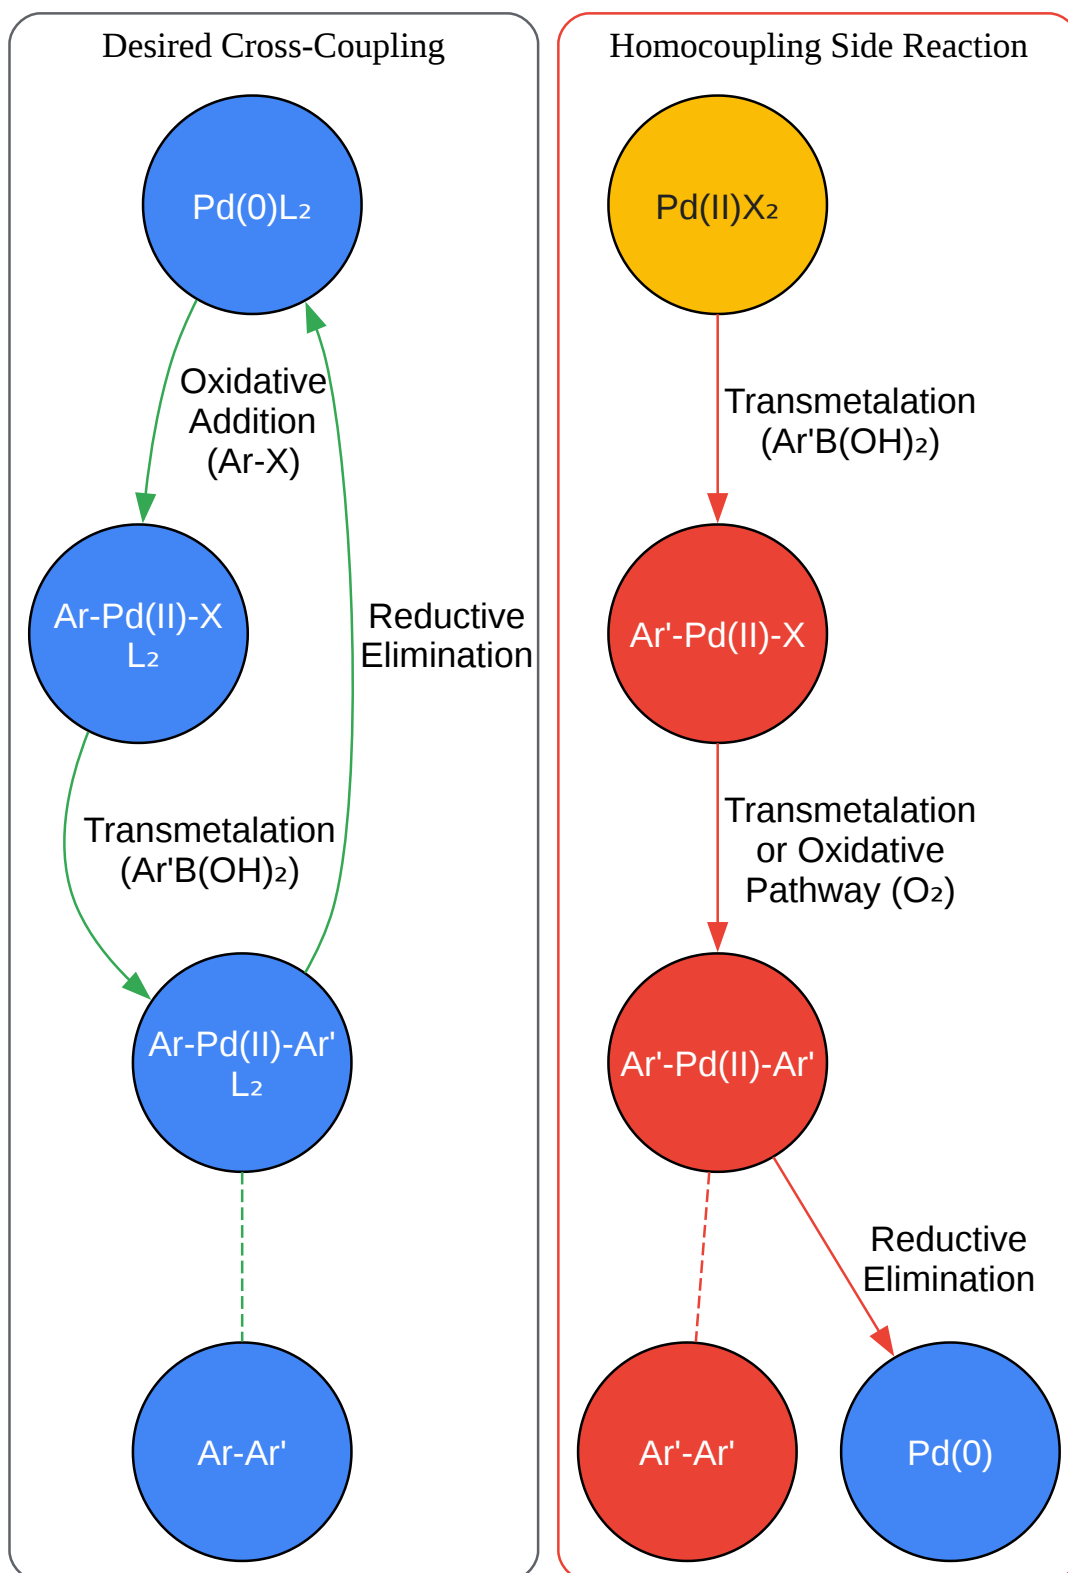 Desired Cross-Coupling
Pd(0)L₂
Oxidative
Addition
(Ar-X)
Ar-Pd(II)-X
L₂
Reductive
Elimination
Transmetalation
(Ar'B(OH)₂)
Ar-Pd(II)-Ar'
L₂
Ar-Ar'
Homocoupling Side Reaction
Pd(II)X₂
Transmetalation
(Ar'B(OH)₂)
Ar'-Pd(II)-X
Transmetalation
or Oxidative
Pathway (O₂)
Ar'-Pd(II)-Ar'
Reductive
Elimination
Ar'-Ar'
Pd(0)